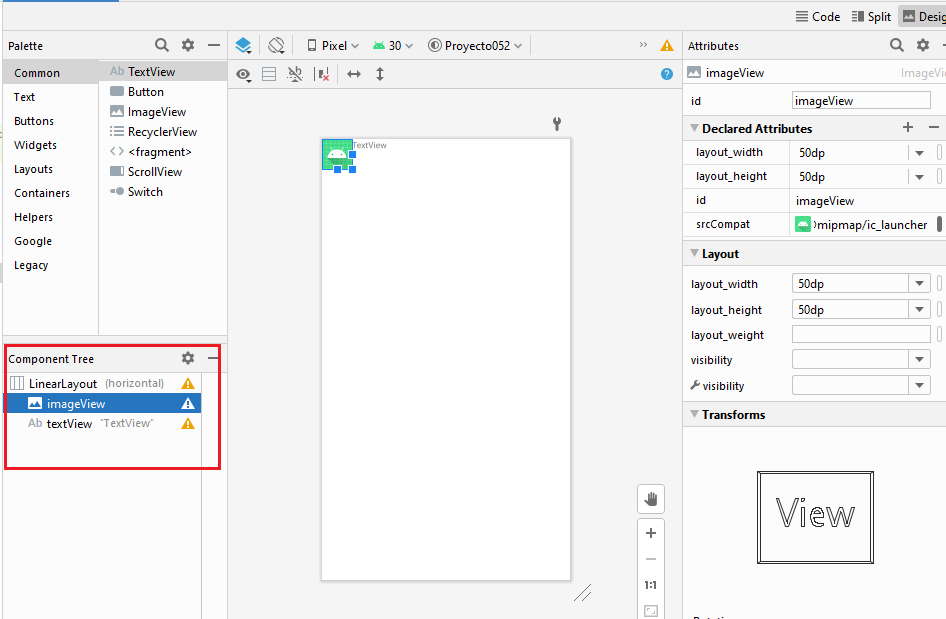 Code Split Desig
Palette
Common
Text
Buttons
Widgets
Layouts
Containers
Helpers
Google
Legacy
Ab TextView
Button
ImageView
RecyclerView
<fragment>
ScrollView
Switch
Component Tree
LinearLayout (horizontal)
imageView
Ab textView "TextView"
Pixel 30 Proyecto052 »
TextView
1:1
Attributes
imageView ImageVi
id imageView
Declared Attributes
layout_width 50dp
layout_height 50dp
id imageView
srcCompat mipmap/ic_launcher
Layout
layout_width 50dp
layout_height 50dp
layout_weight
visibility
visibility
Transforms
View